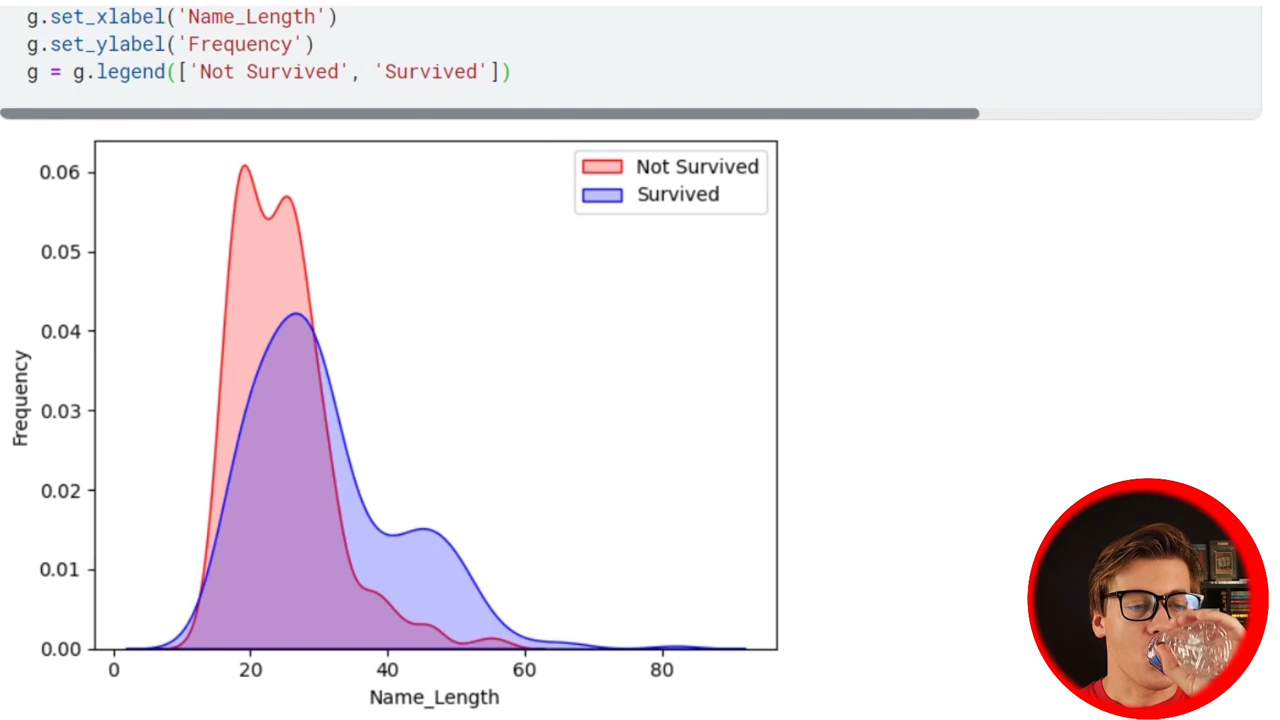 g.set_xlabel('Name_Length')
g.set_ylabel('Frequency')
g = g.legend(['Not Survived', 'Survived'])
Not Survived
Survived
0.06
0.05
0.04
0.03
0.02
0.01
0.00
Frequency
0 20 40 60 80
Name_Length